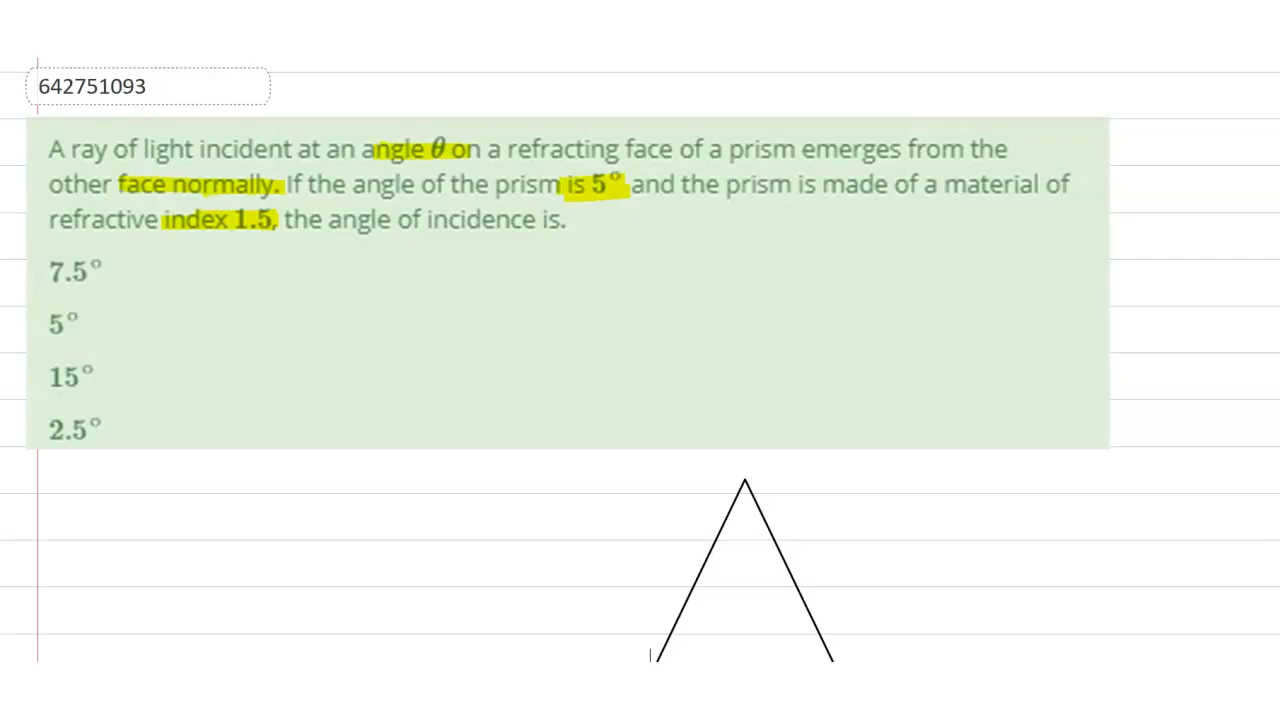 642751093
A ray of light incident at an angle θ on a refracting face of a prism emerges from the
other face normally. If the angle of the prism is 5° and the prism is made of a material of
refractive index 1.5, the angle of incidence is.
7.5°
5°
15°
2.5°